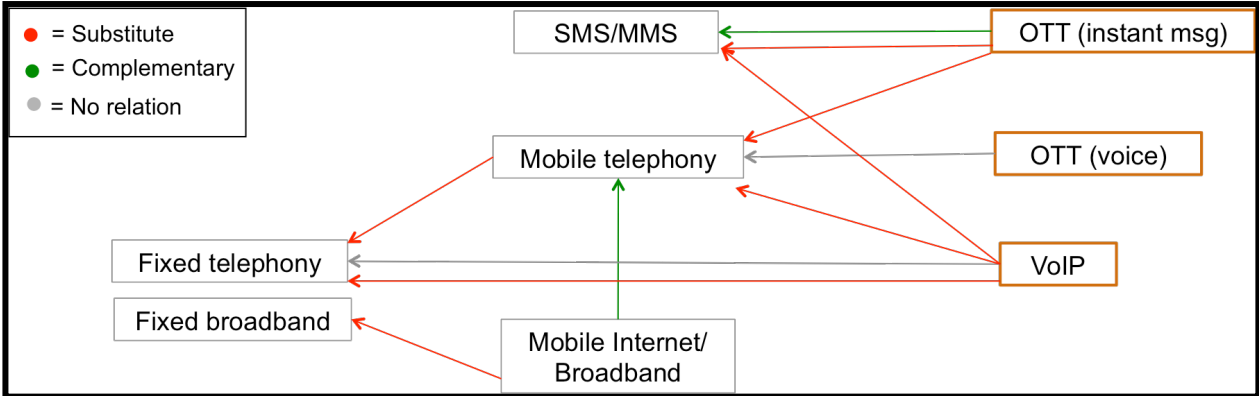 = Substitute
= Complementary
= No relation
SMS/MMS
OTT (instant msg)
Mobile telephony
OTT (voice)
Fixed telephony
VoIP
Fixed broadband
Mobile Internet/
Broadband